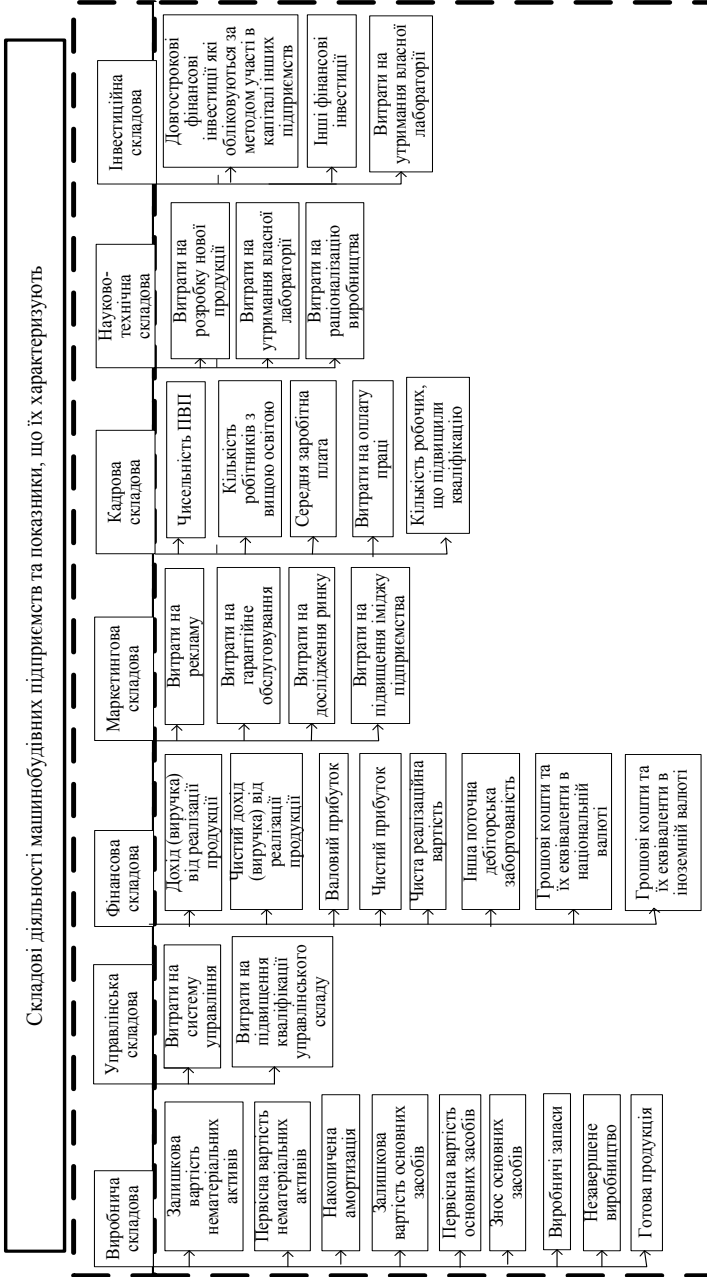 Складові діяльності машинобудівних підприємств та показники, що їх характеризують
Виробнича
складова
Залишкова
вартість
нематеріальних
активів
Первісна вартість
нематеріальних
активів
Накопичена
амортизація
Залишкова
вартість основних
засобів
Первісна вартість
основних засобів
Знос основних
засобів
Виробничі запаси
Незавершене
виробництво
Готова продукція
Управлінська
складова
Витрати на
систему
управління
Витрати на
підвищення
кваліфікації
управлінського
складу
Фінансова
складова
Дохід (виручка)
від реалізації
продукції
Чистий дохід
(виручка) від
реалізації
продукції
Валовий прибуток
Чистий прибуток
Чиста реалізаційна
вартість
Інша поточна
дебіторська
заборгованість
Грошові кошти та
їх еквіваленти в
національній
валюті
Грошові кошти та
їх еквіваленти в
іноземній валюті
Маркетингова
складова
Витрати на
рекламу
Витрати на
гарантійне
обслуговування
Витрати на
дослідження ринку
Витрати на
підвищення іміджу
підприємства
Кадрова
складова
Чисельність ПВП
Кількість
робітників з
вищою освітою
Середня заробітна
плата
Витрати на оплату
праці
Кількість робочих,
що підвищили
кваліфікацію
Науково-
технічна
складова
Витрати на
розробку нової
продукції
Витрати на
утримання власної
лабораторії
Витрати на
раціоналізацію
виробництва
Інвестиційна
складова
Довгострокові
фінансові
інвестиції які
обліковуються за
методом участі в
капіталі інших
підприємств
Інші фінансові
інвестиції
Витрати на
утримання власної
лабораторії